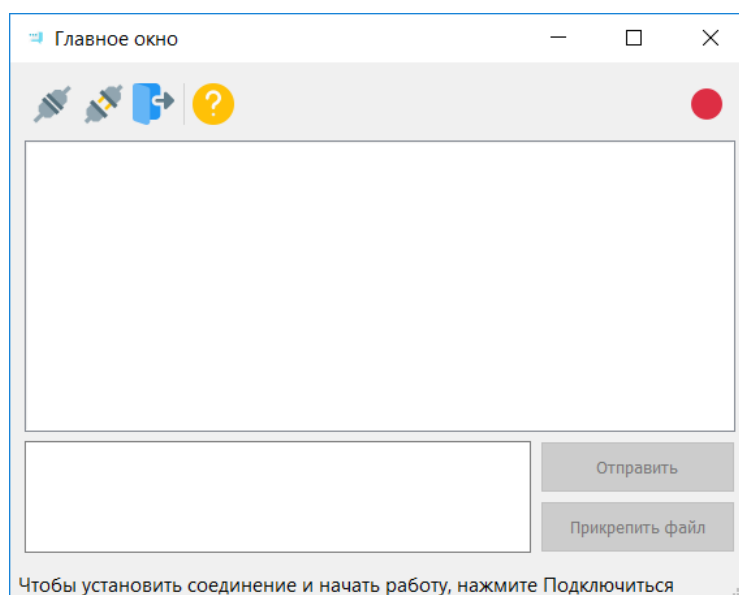 Главное окно
Отправить
Прикрепить файл
Чтобы установить соединение и начать работу, нажмите Подключиться